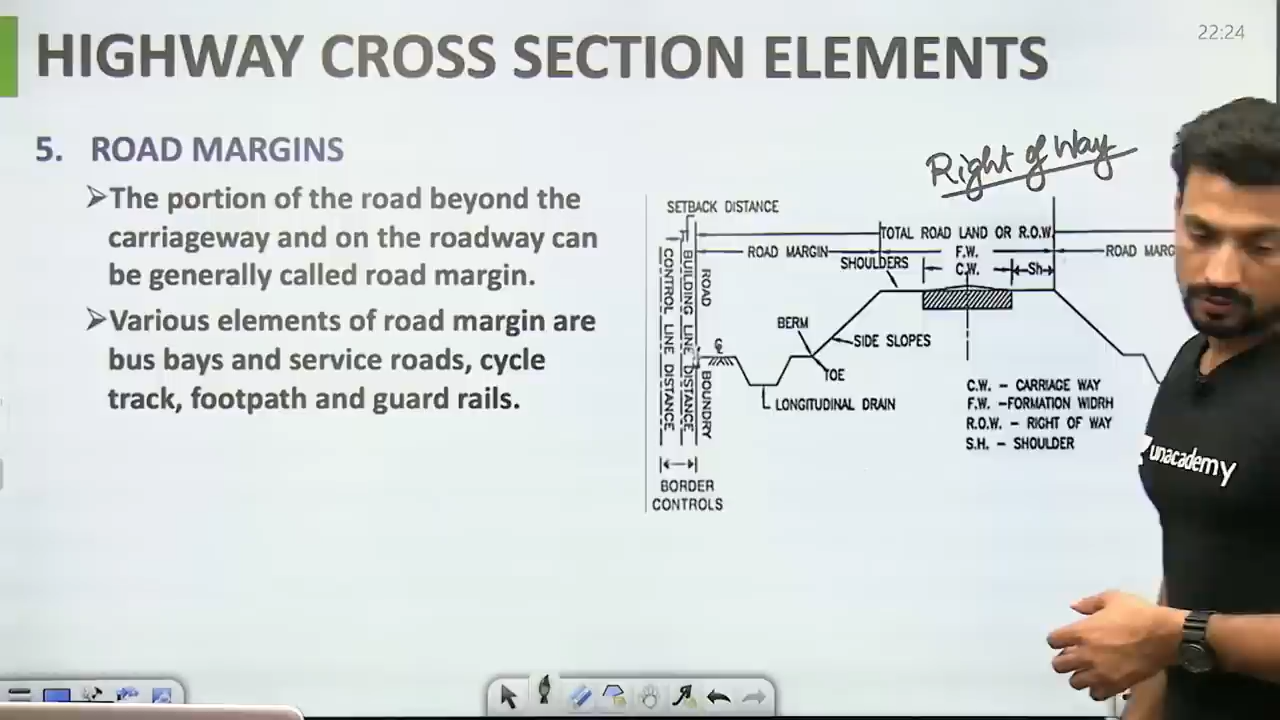 22:24
HIGHWAY CROSS SECTION ELEMENTS
5. ROAD MARGINS
➢The portion of the road beyond the
carriageway and on the roadway can
be generally called road margin.
➢Various elements of road margin are
bus bays and service roads, cycle
track, footpath and guard rails.
Right of Way
SETBACK DISTANCE
TOTAL ROAD LAND OR R.O.W.
ROAD MARGIN
F.W.
ROAD MARG
SHOULDERS
C.W.
Sh
CONTROL LINE DISTANCE
BUILDING LINE DISTANCE
ROAD BOUNDRY
BERM
SIDE SLOPES
TOE
LONGITUDINAL DRAIN
C.W. - CARRIAGE WAY
F.W. -FORMATION WIDRH
R.O.W. - RIGHT OF WAY
S.H. - SHOULDER
BORDER
CONTROLS
unacademy